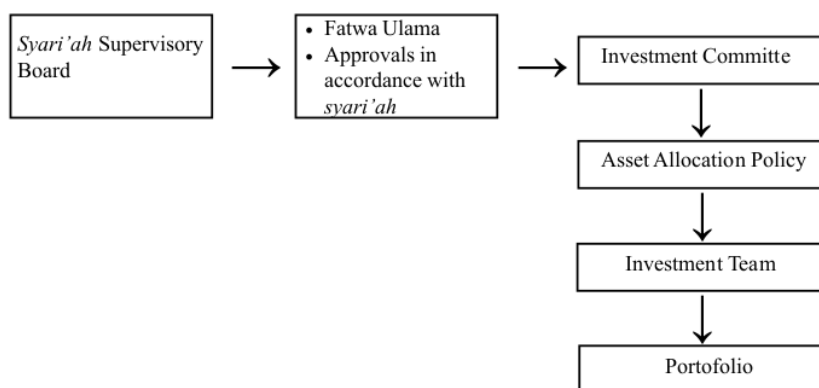 Syari'ah Supervisory
Board
• Fatwa Ulama
• Approvals in
accordance with
syari'ah
Investment Committe
Asset Allocation Policy
Investment Team
Portofolio